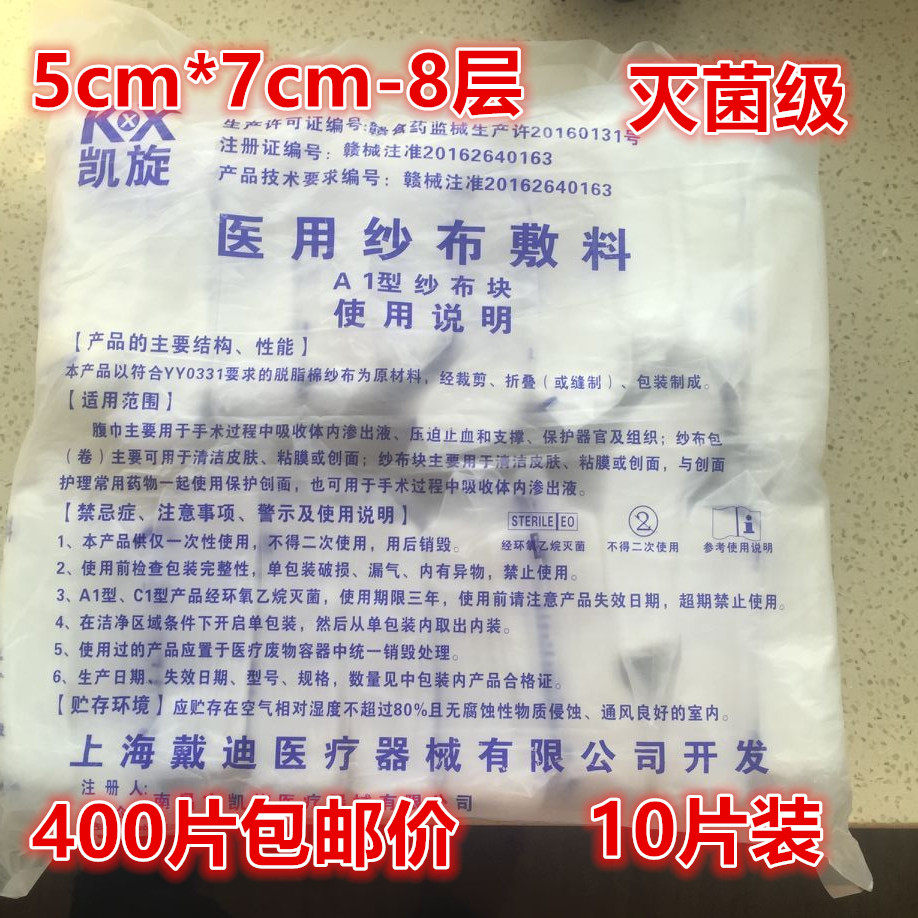 5cm*7cm-8层
灭菌级
KX
凯旋
生产许可证编号:赣食药监械生产许20160131号
注册证编号:赣械注准20162640163
产品技术要求编号:赣械注准20162640163
医用纱布敷料
A1型纱布块
使用说明
【产品的主要结构、性能】
本产品以符合YY0331要求的脱脂棉纱布为原材料,经裁剪、折叠(或缝制)、包装制成。
【适用范围】
腹巾主要用于手术过程中吸收体内渗出液、压迫止血和支撑、保护器官及组织;纱布包
(卷)主要可用于清洁皮肤、粘膜或创面;纱布块主要用于清洁皮肤、粘膜或创面,与创面
护理常用药物一起使用保护创面,也可用于手术过程中吸收体内渗出液。
【禁忌症、注意事项、警示及使用说明】
STERILE EO
2
i
经环氧乙烷灭菌
不得二次使用
参考使用说明
1、本产品供仅一次性使用,不得二次使用,用后销毁。
2、使用前检查包装完整性,单包装破损、漏气、内有异物,禁止使用。
3、A1型、C1型产品经环氧乙烷灭菌,使用期限三年,使用前请注意产品失效日期,超期禁止使用。
4、在洁净区域条件下开启单包装,然后从单包装内取出内装。
5、使用过的产品应置于医疗废物容器中统一销毁处理。
6、生产日期、失效日期、型号、规格,数量见中包装内产品合格证。
【贮存环境】应贮存在空气相对湿度不超过80%且无腐蚀性物质侵蚀、通风良好的室内。
上海戴迪医疗器械有限公司开发
注册人:
有限公司
400片包邮价
10片装